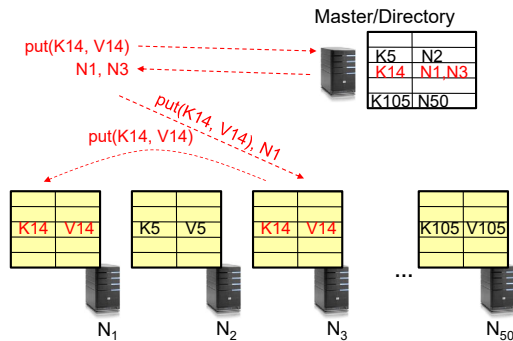 Master/Directory
put(K14, V14)
N1, N3
K5 N2
K14 N1,N3
K105 N50
put(K14, V14), N1
put(K14, V14)
K14 V14
K5 V5
K14 V14
K105 V105
...
N1
N2
N3
N50